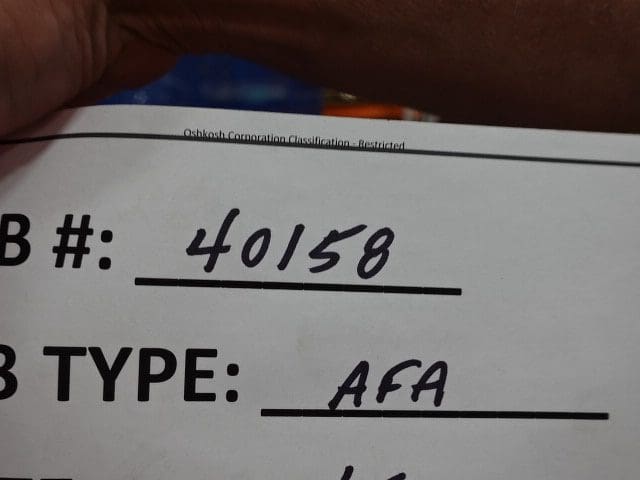 Oshkosh Corporation Classification - Restricted
B #: 40158
B TYPE: AFA